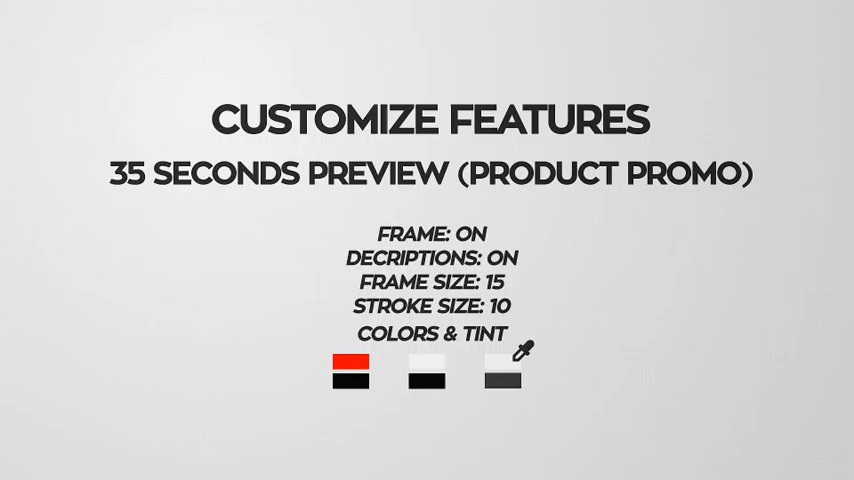 CUSTOMIZE FEATURES
35 SECONDS PREVIEW (PRODUCT PROMO)
FRAME: ON
DECRIPTIONS: ON
FRAME SIZE: 15
STROKE SIZE: 10
COLORS & TINT